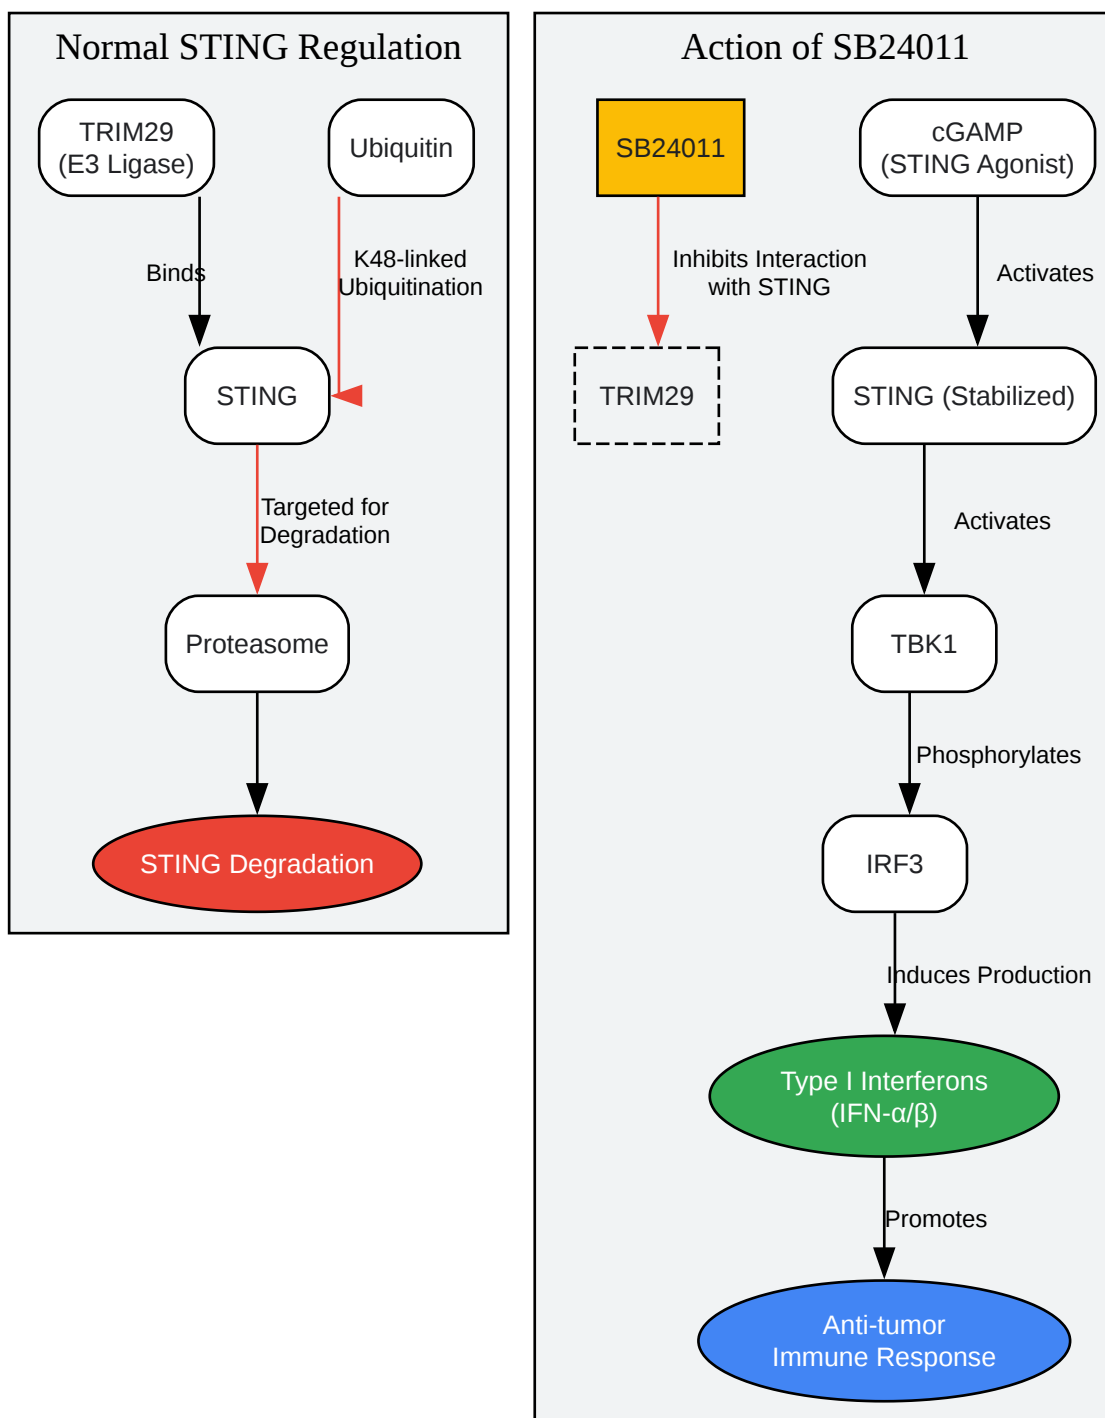 Normal STING Regulation
TRIM29
(E3 Ligase)
Ubiquitin
Binds
K48-linked
Ubiquitination
STING
Targeted for
Degradation
Proteasome
STING Degradation
Action of SB24011
SB24011
cGAMP
(STING Agonist)
Inhibits Interaction
with STING
Activates
TRIM29
STING (Stabilized)
Activates
TBK1
Phosphorylates
IRF3
Induces Production
Type I Interferons
(IFN-α/β)
Promotes
Anti-tumor
Immune Response